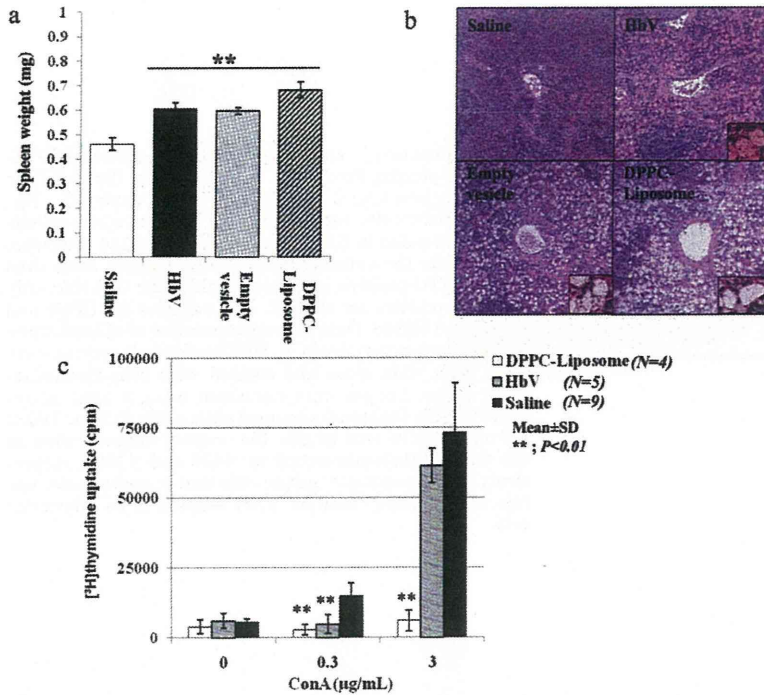 a
Spleen weight (mg)
1
0.9
0.8
0.7
0.6
0.5
0.4
0.3
0.2
0.1
0
**
Saline
HbV
Empty
vesicle
DPPC-
Liposome
b
Saline
HbV
Empty
vesicle
DPPC-
Liposome
c
[³H]thymidine uptake (cpm)
100000
75000
50000
25000
0
** **
**
0
0.3
3
ConA (µg/mL)
DPPC-Liposome (N=4)
HbV (N=5)
Saline (N=9)
Mean±SD
** ; P<0.01